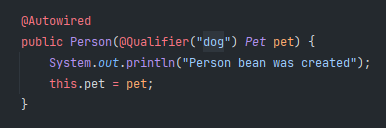 @Autowired
public Person(@Qualifier("dog") Pet pet) {
    System.out.println("Person bean was created");
    this.pet = pet;
}